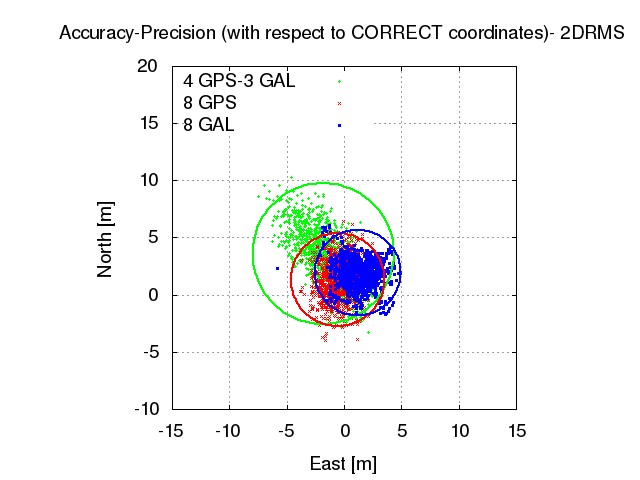 Accuracy-Precision (with respect to CORRECT coordinates)- 2DRMS
20
4 GPS-3 GAL
8 GPS
15
8 GAL
10
North [m]
5
0
-5
-10
-15 -10 -5 0 5 10 15
East [m]